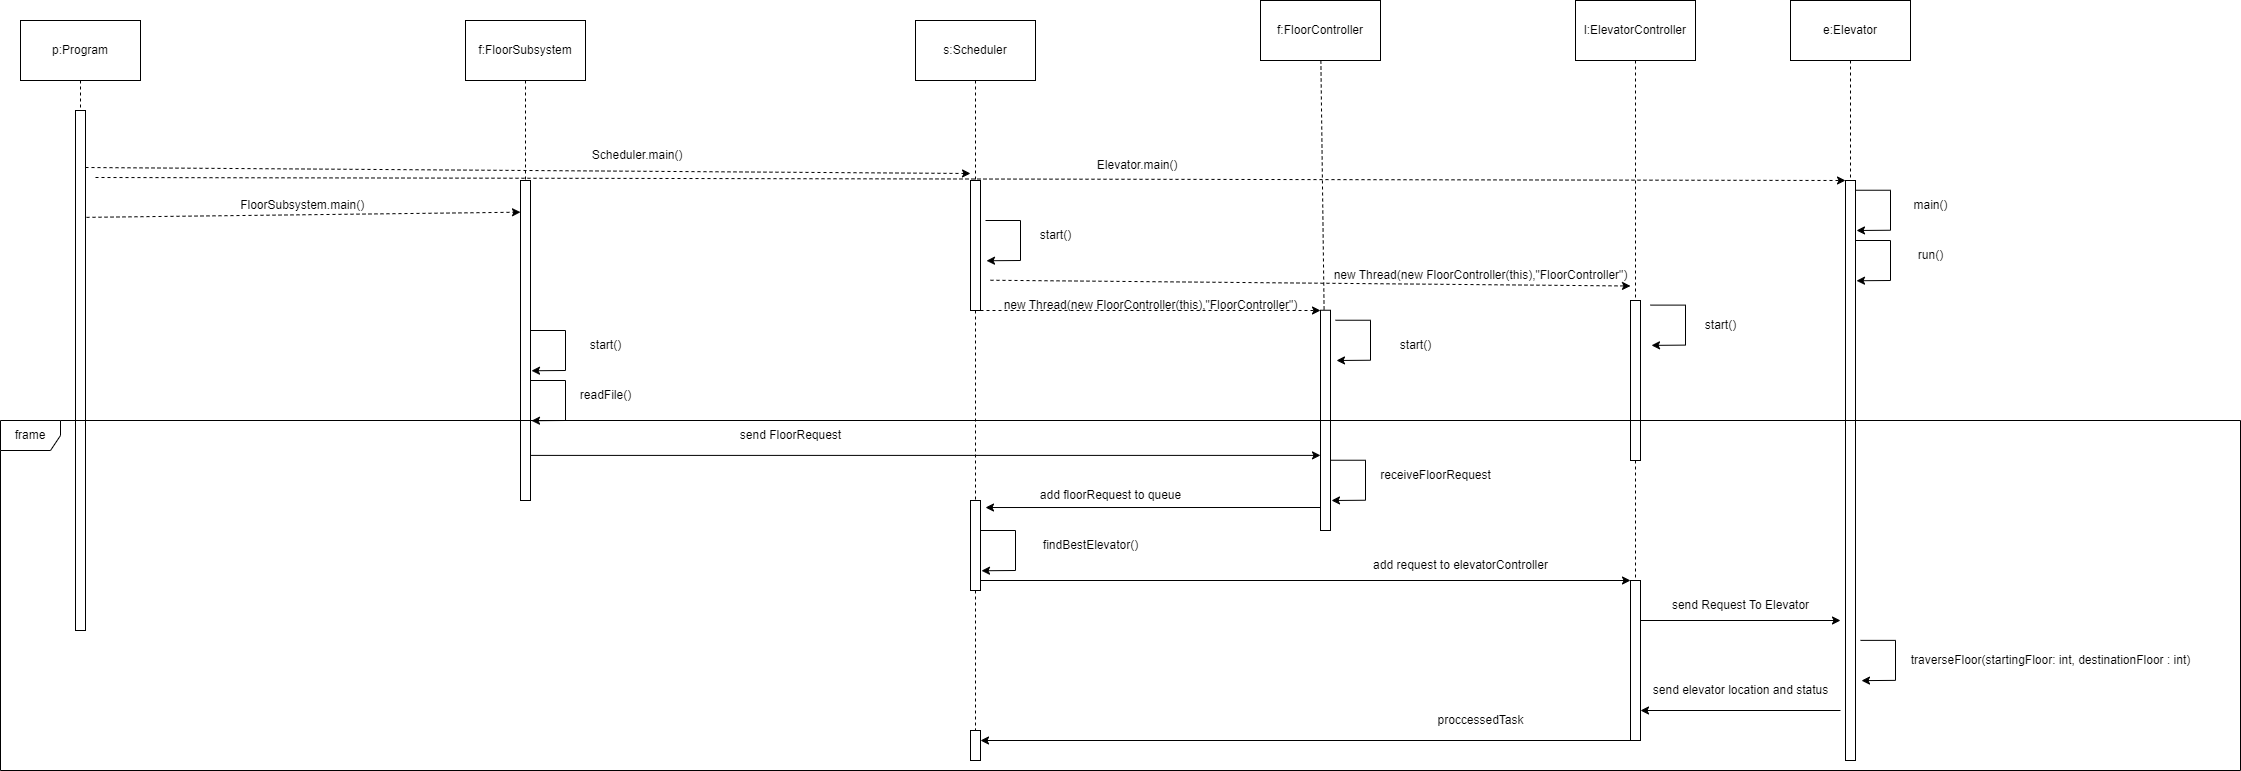 p:Program
f:FloorSubsystem
s:Scheduler
f:FloorController
l:ElevatorController
e:Elevator
Scheduler.main()
Elevator.main()
FloorSubsystem.main()
main()
start()
run()
new Thread(new FloorController(this),"FloorController")
new Thread(new FloorController(this),"FloorController")
start()
start()
start()
readFile()
frame
send FloorRequest
receiveFloorRequest
add floorRequest to queue
findBestElevator()
add request to elevatorController
send Request To Elevator
traverseFloor(startingFloor: int, destinationFloor : int)
send elevator location and status
proccessedTask